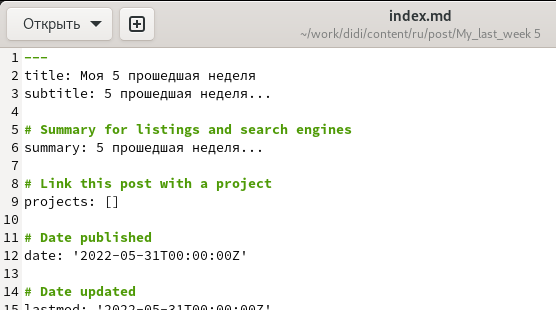 Открыть
index.md
~/work/didi/content/ru/post/My_last_week 5
1 ---
2 title: Моя 5 прошедшая неделя
3 subtitle: 5 прошедшая неделя...
4
5 # Summary for listings and search engines
6 summary: 5 прошедшая неделя...
7
8 # Link this post with a project
9 projects: []
10
11 # Date published
12 date: '2022-05-31T00:00:00Z'
13
14 # Date updated
15 lastmod: '2022-05-31T00:00:00Z'